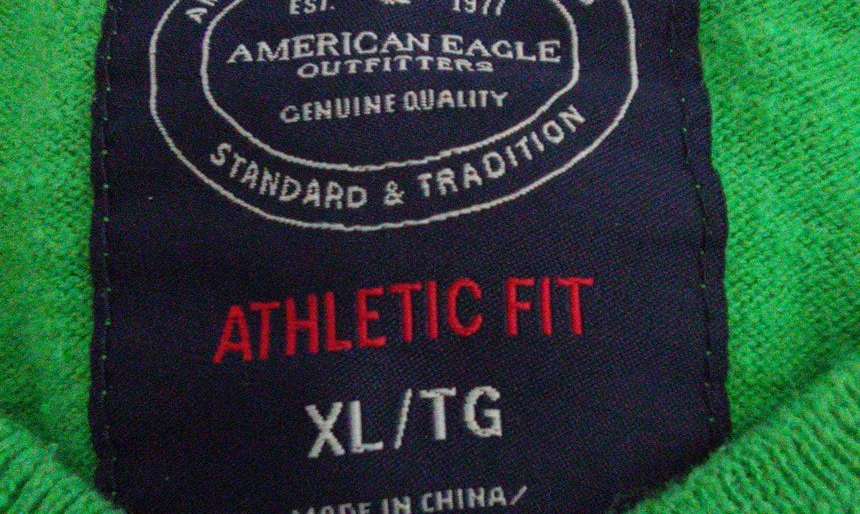 EST. 1977
AMERICAN EAGLE
OUTFITTERS
GENUINE QUALITY
STANDARD & TRADITION
ATHLETIC FIT
XL/TG
MADE IN CHINA/